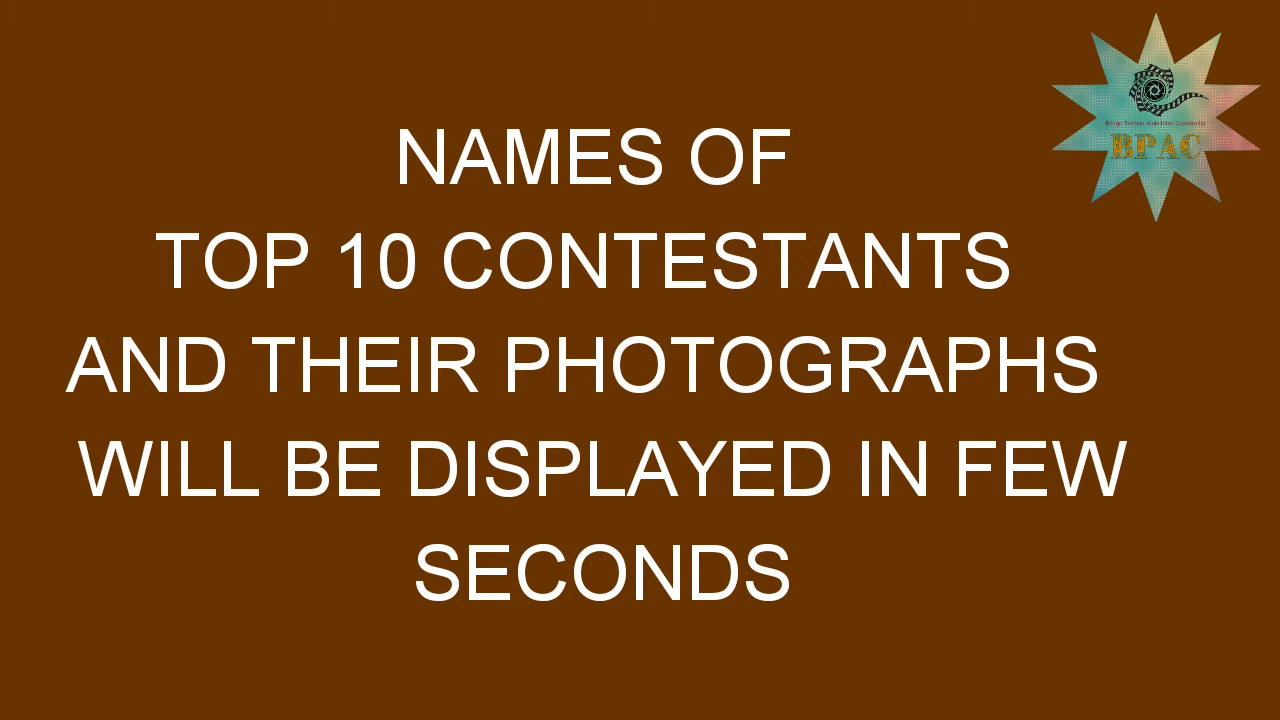 NAMES OF
TOP 10 CONTESTANTS
AND THEIR PHOTOGRAPHS
WILL BE DISPLAYED IN FEW
SECONDS
BPAC